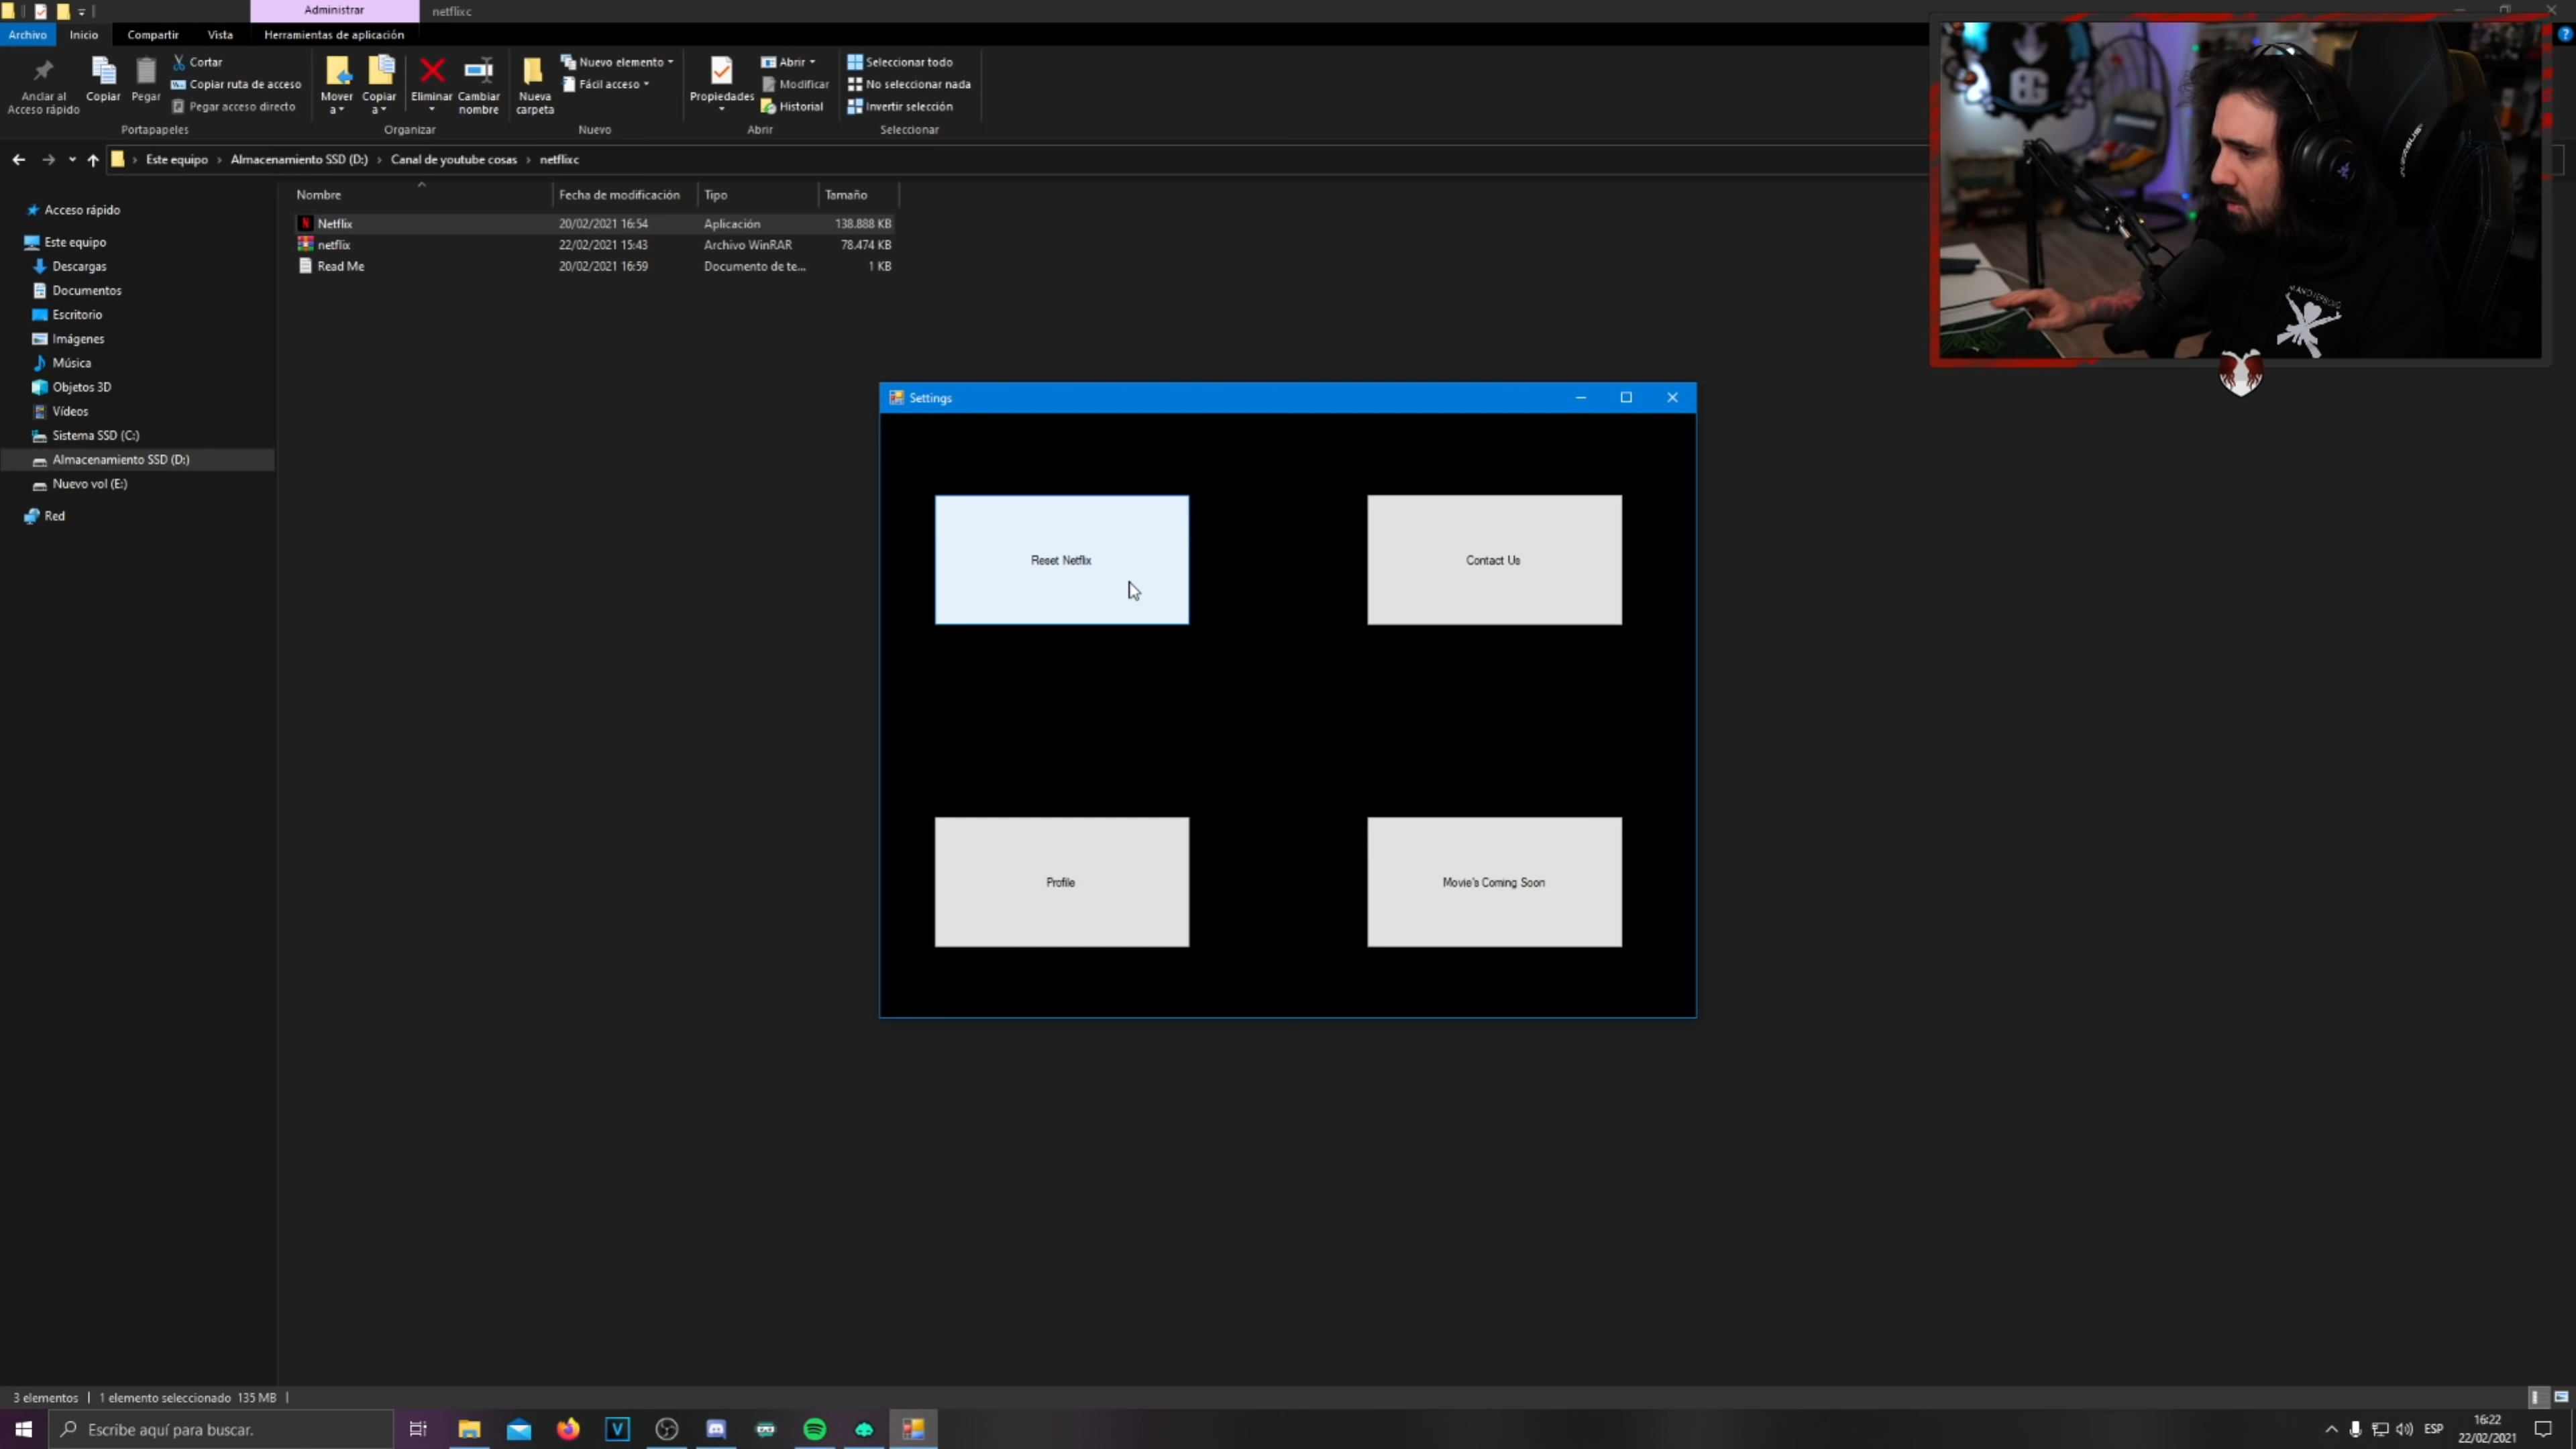 Administrar
netflixc
Archivo Inicio Compartir Vista Herramientas de aplicación
Anclar al Acceso rápido
Copiar
Pegar
Cortar
Copiar ruta de acceso
Pegar acceso directo
Portapapeles
Mover a
Copiar a
Eliminar
Cambiar nombre
Organizar
Nueva carpeta
Nuevo elemento
Fácil acceso
Nuevo
Propiedades
Abrir
Modificar
Historial
Abrir
Seleccionar todo
No seleccionar nada
Invertir selección
Seleccionar
Este equipo › Almacenamiento SSD (D:) › Canal de youtube cosas › netflixc
Nombre Fecha de modificación Tipo Tamaño
Netflix 20/02/2021 16:54 Aplicación 138.888 KB
netflix 22/02/2021 15:43 Archivo WinRAR 78.474 KB
Read Me 20/02/2021 16:59 Documento de te... 1 KB
Acceso rápido
Este equipo
Descargas
Documentos
Escritorio
Imágenes
Música
Objetos 3D
Vídeos
Sistema SSD (C:)
Almacenamiento SSD (D:)
Nuevo vol (E:)
Red
Settings
Reset Netflix
Contact Us
Profile
Movie's Coming Soon
3 elementos | 1 elemento seleccionado 135 MB |
Escribe aquí para buscar.
ESP
16:22
22/02/2021